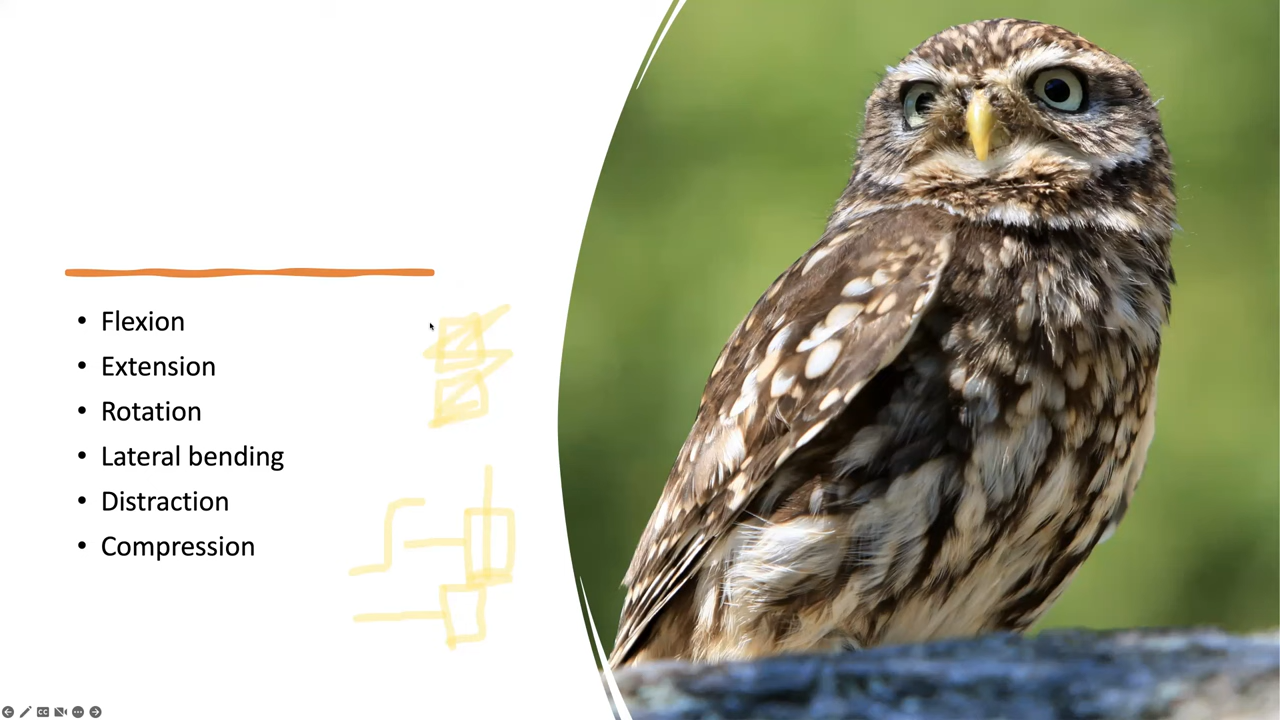 • Flexion
• Extension
• Rotation
• Lateral bending
• Distraction
• Compression